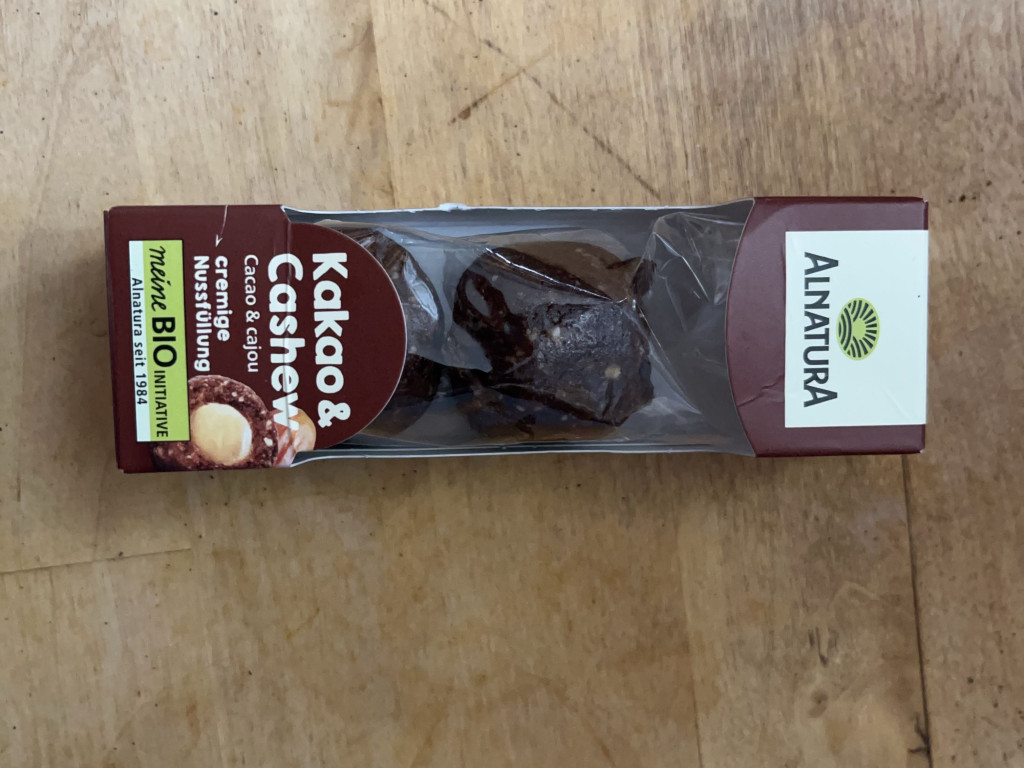 ALNATURA
Kakao &
Cashew
Cacao & cajou
cremige
Nussfüllung
meine BIO INITIATIVE
Alnatura seit 1984